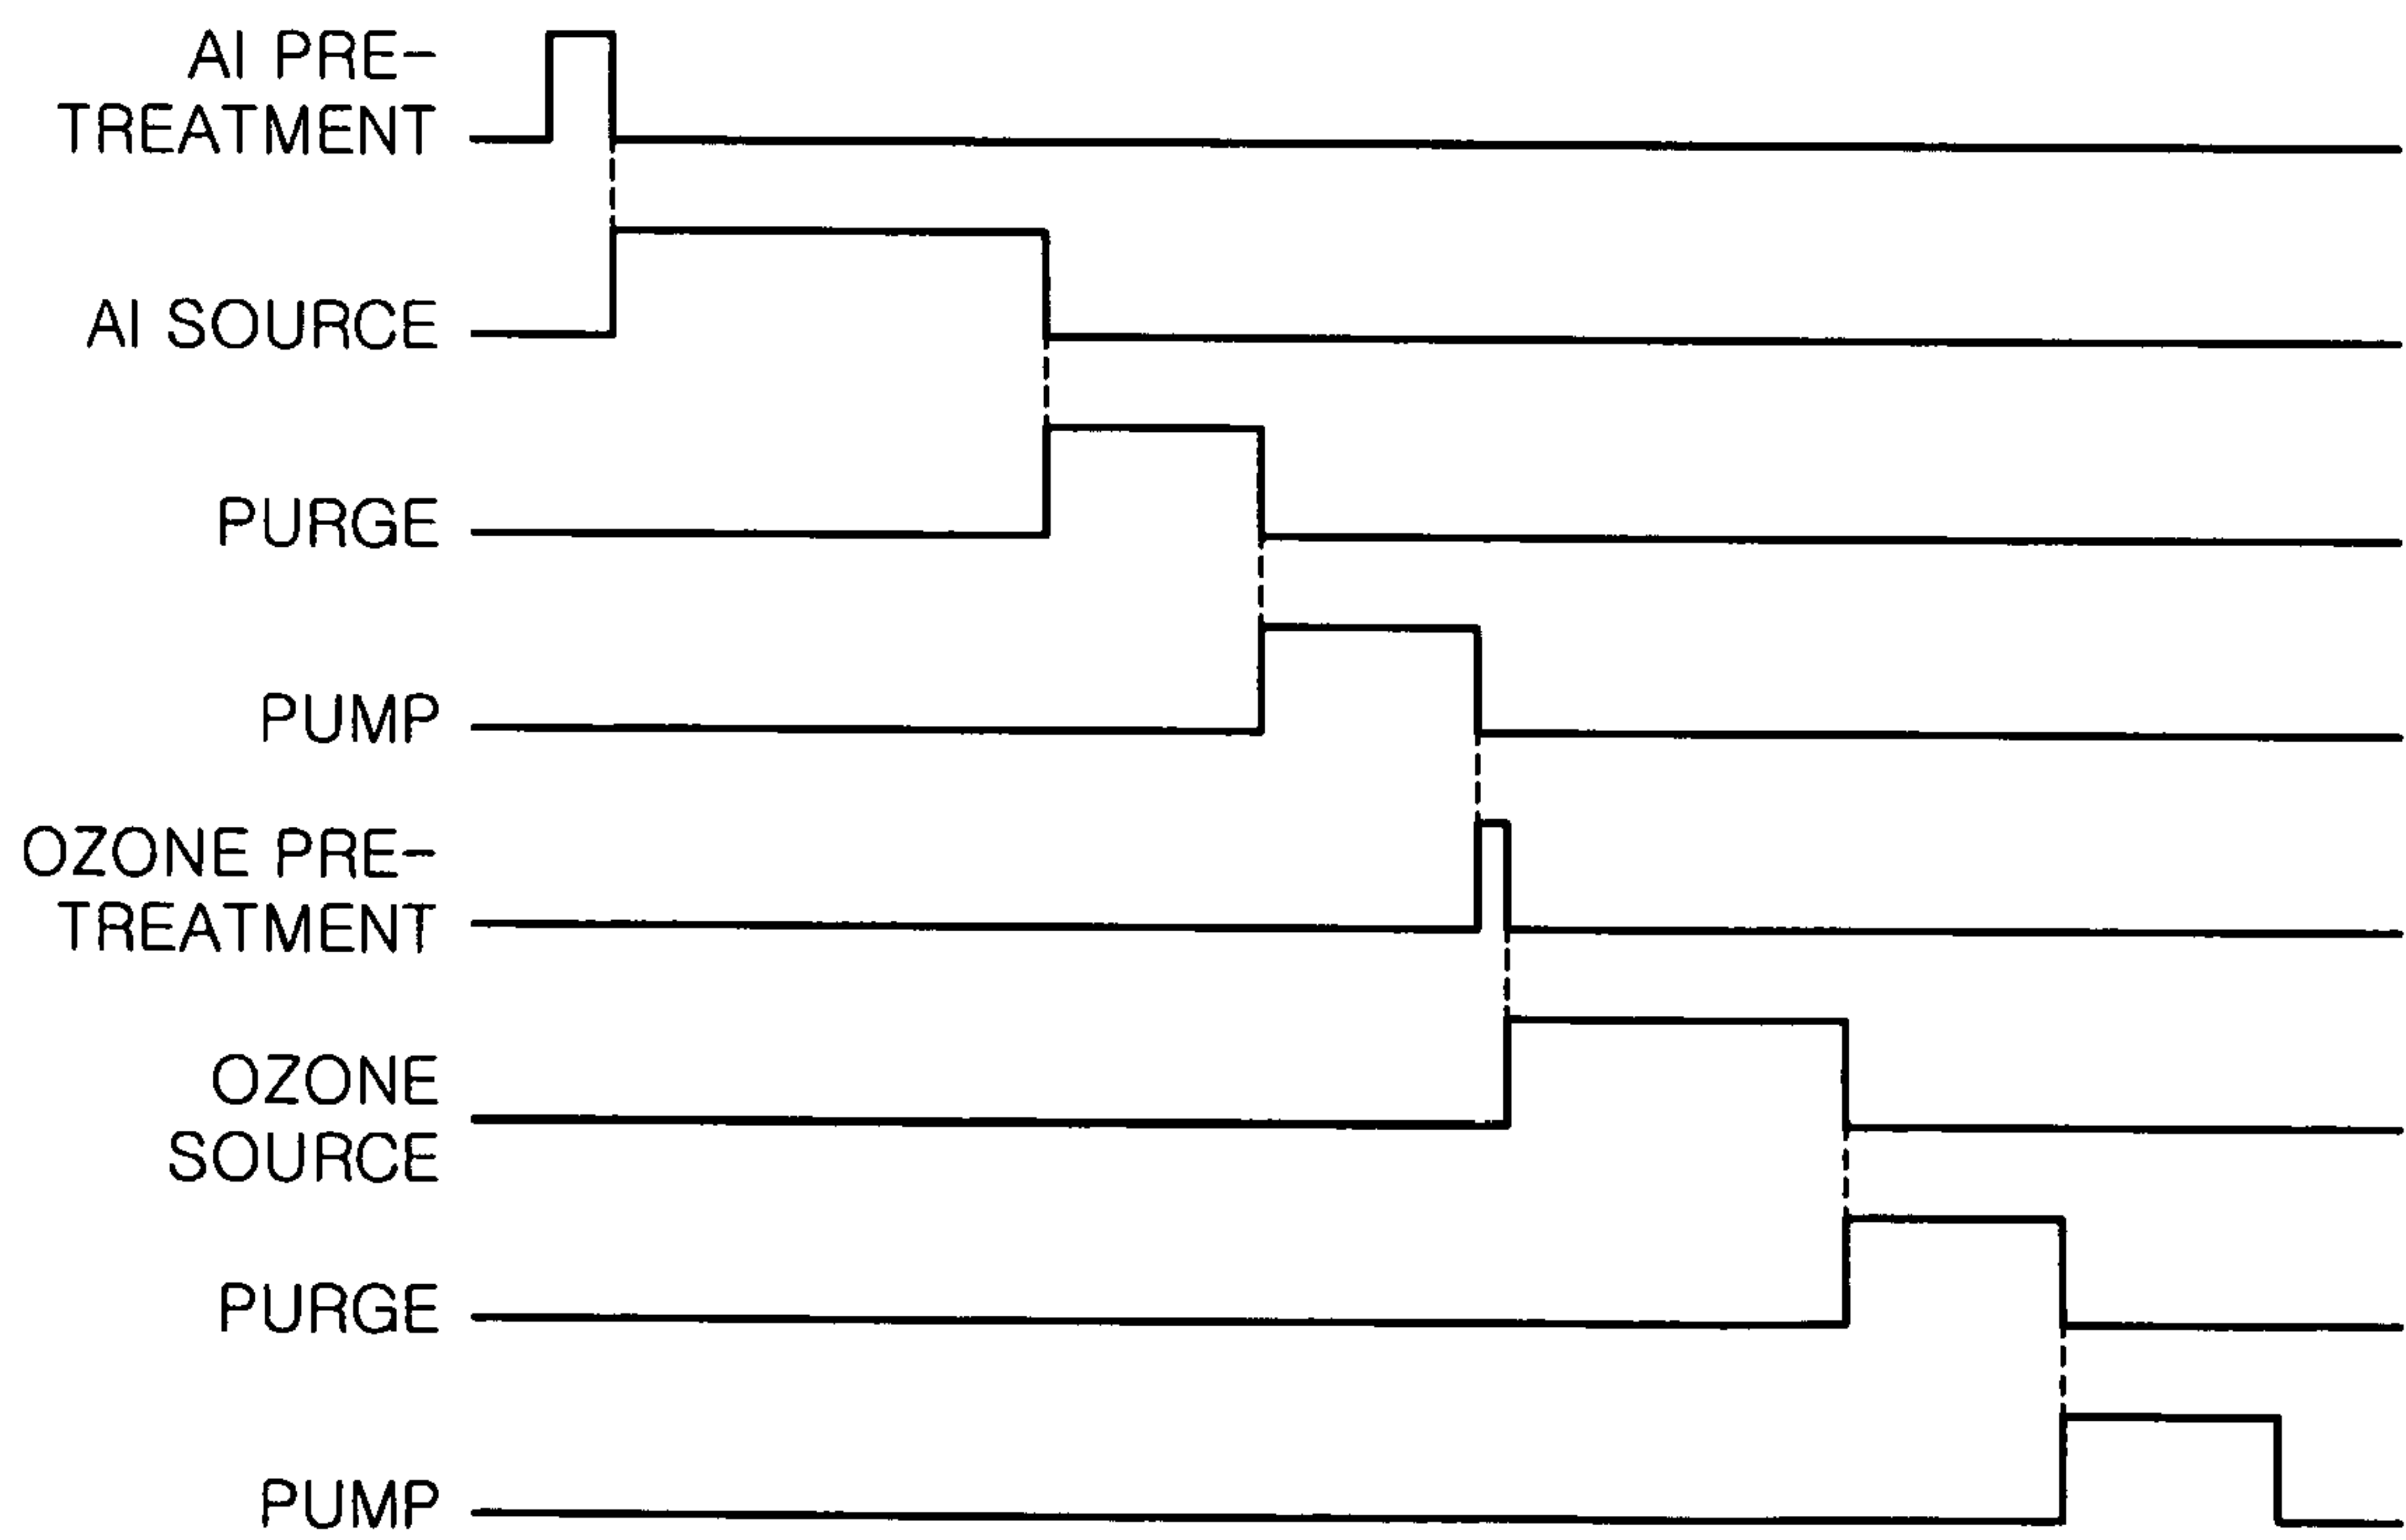 Al PRE-
TREATMENT
Al SOURCE
PURGE
PUMP
OZONE PRE-
TREATMENT
OZONE
SOURCE
PURGE
PUMP